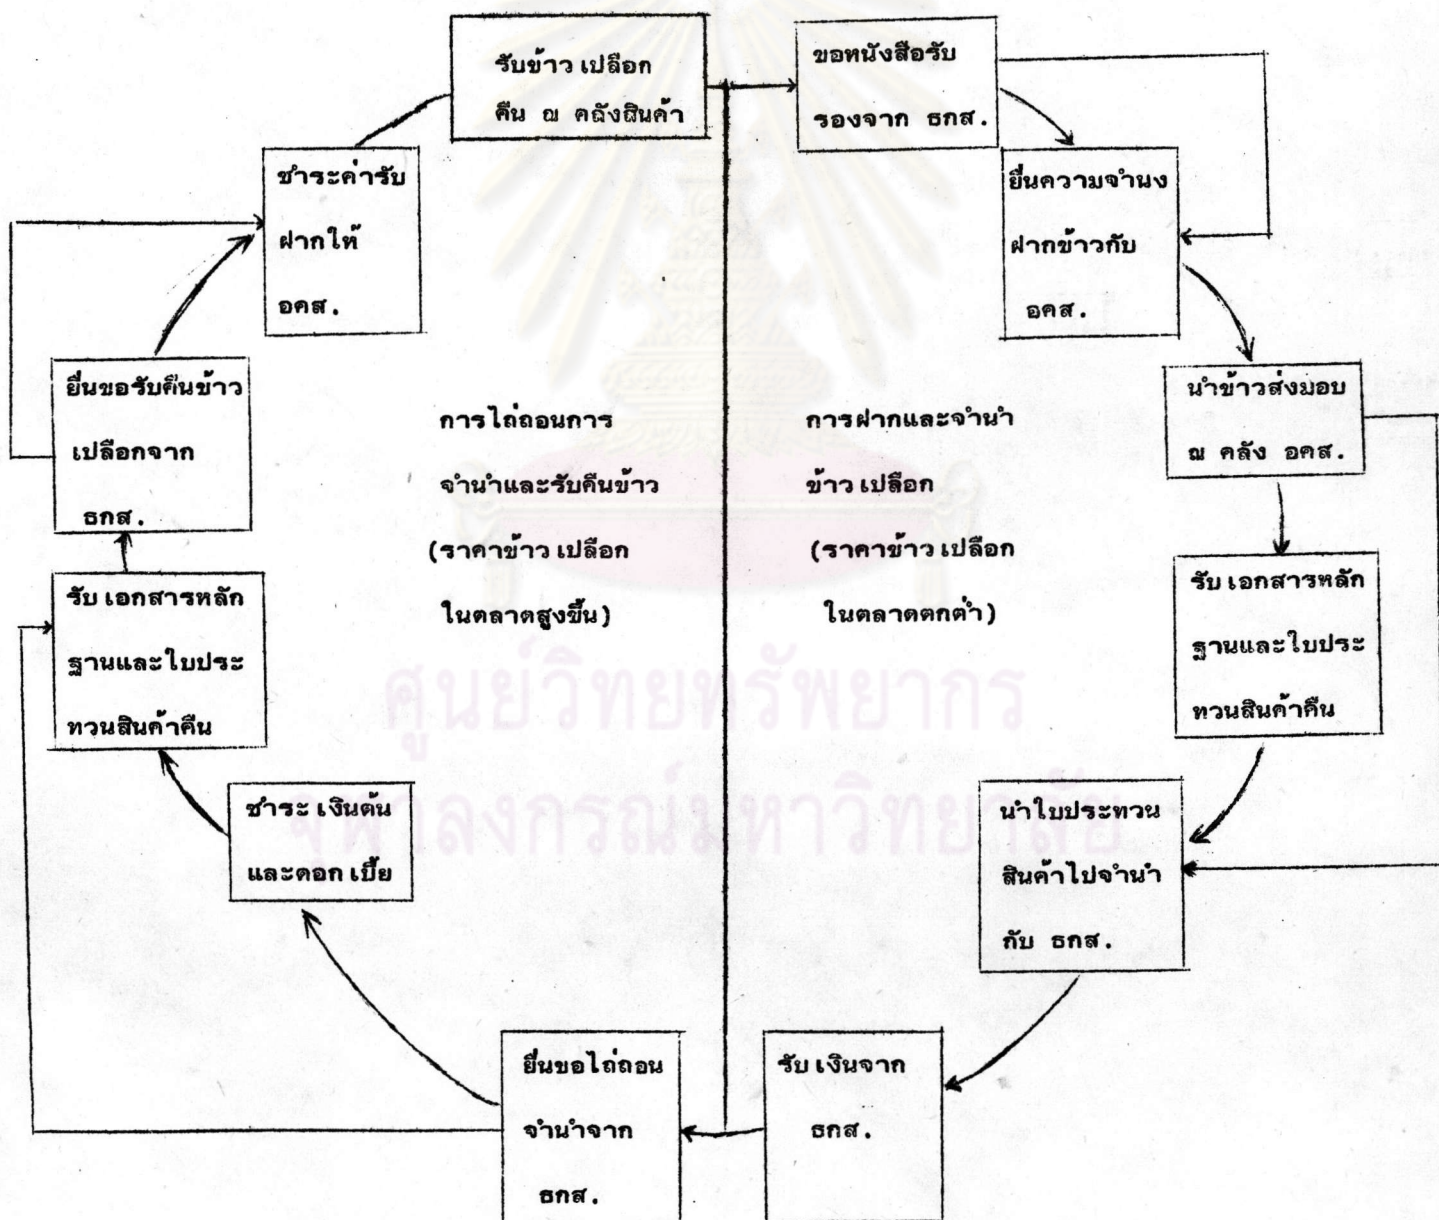 รับข้าวเปลือก
คืน ณ คลังสินค้า
ขอหนังสือรับ
รองจาก ธกส.
ยื่นความจำนง
ฝากข้าวกับ
อคส.
นำข้าวส่งมอบ
ณ คลัง อคส.
รับเอกสารหลัก
ฐานและใบประ
ทวนสินค้าคืน
นำใบประทวน
สินค้าไปจำนำ
กับ ธกส.
รับเงินจาก
ธกส.
ยื่นขอไถ่ถอน
จำนำจาก
ธกส.
ชำระเงินต้น
และดอกเบี้ย
รับเอกสารหลัก
ฐานและใบประ
ทวนสินค้าคืน
ยื่นขอรับคืนข้าว
เปลือกจาก
ธกส.
ชำระค่ารับ
ฝากให้
อคส.
การไถ่ถอนการ
จำนำและรับคืนข้าว
(ราคาข้าวเปลือก
ในตลาดสูงขึ้น)
การฝากและจำนำ
ข้าวเปลือก
(ราคาข้าวเปลือก
ในตลาดตกต่ำ)
ศูนย์วิทยทรัพยากร
จุฬาลงกรณ์มหาวิทยาลัย